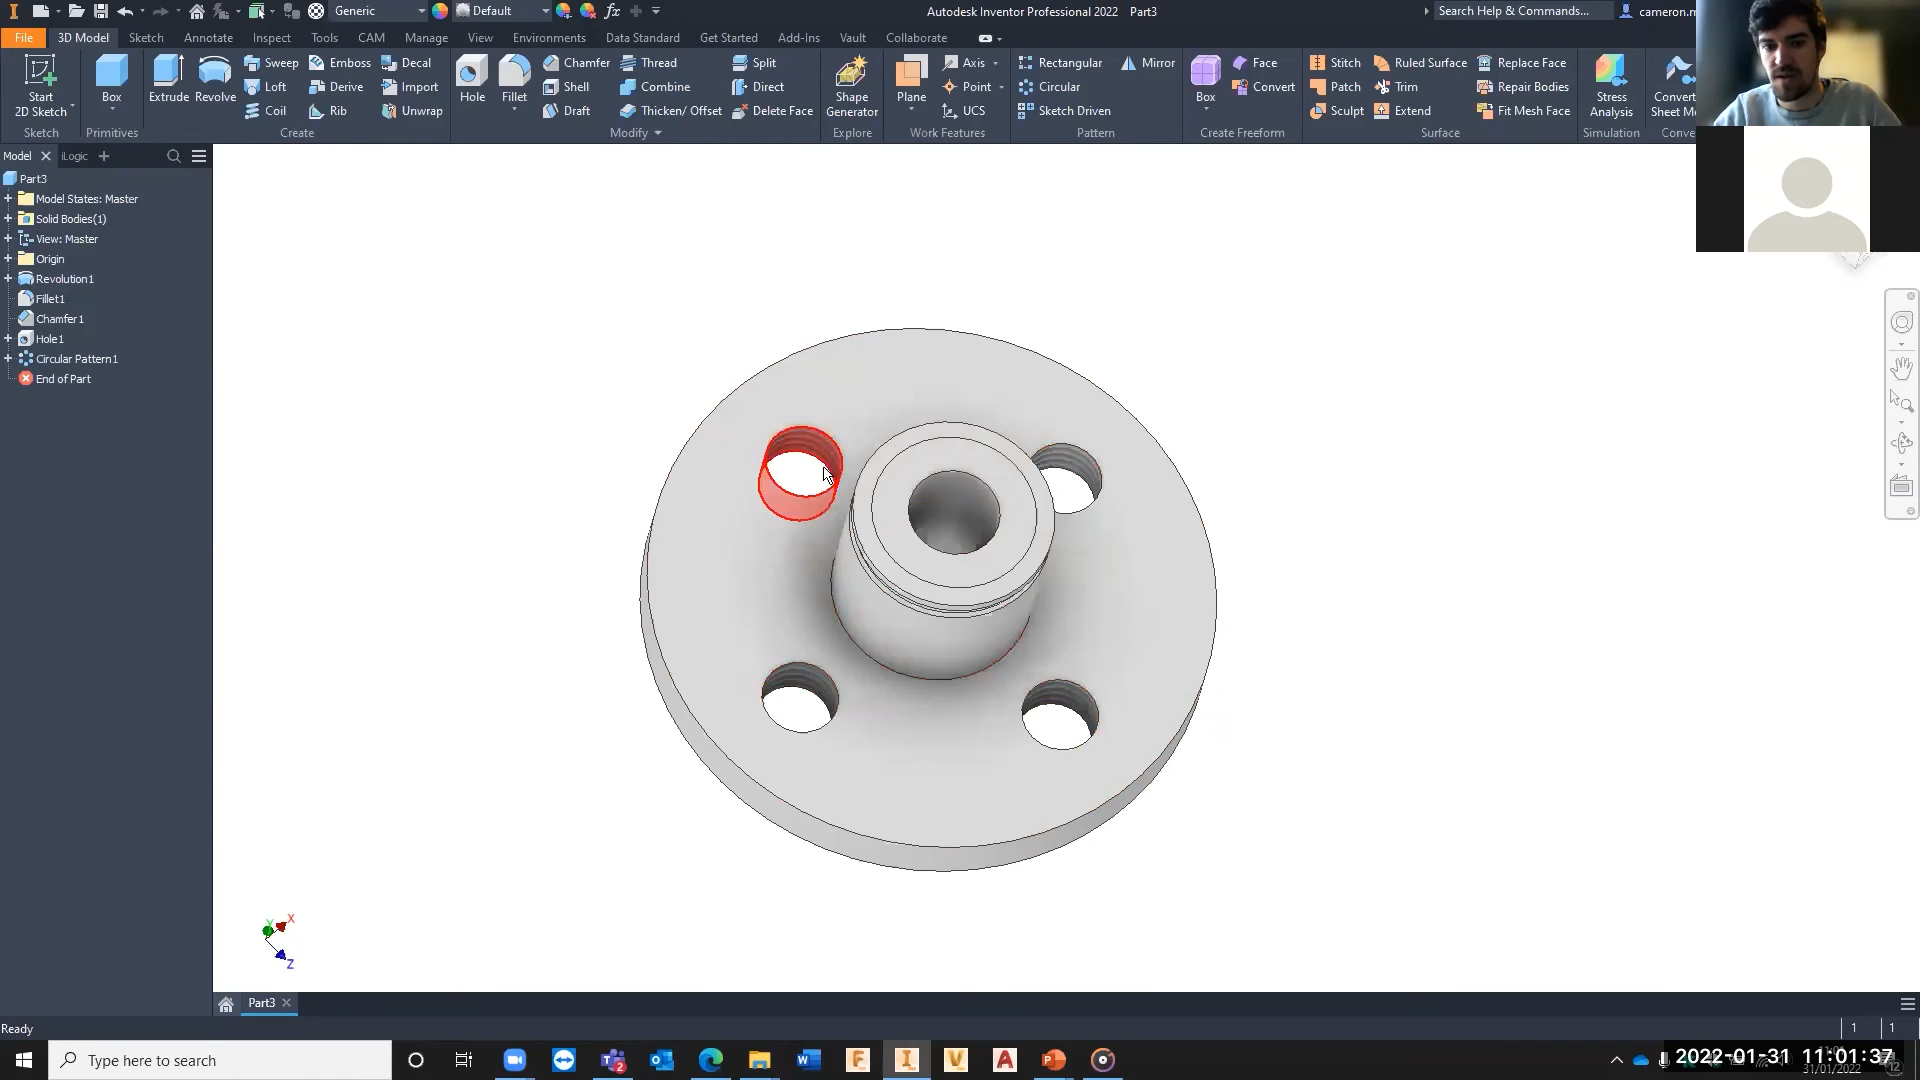 Generic
Default
fx
Autodesk Inventor Professional 2022 Part3
Search Help & Commands...
cameron.m
File
3D Model
Sketch
Annotate
Inspect
Tools
CAM
Manage
View
Environments
Data Standard
Get Started
Add-Ins
Vault
Collaborate
Start
2D Sketch
Box
Extrude
Revolve
Sweep
Emboss
Decal
Loft
Derive
Import
Coil
Rib
Unwrap
Hole
Fillet
Chamfer
Thread
Split
Shell
Combine
Direct
Draft
Thicken/ Offset
Delete Face
Shape
Generator
Plane
Axis
Point
UCS
Rectangular
Mirror
Circular
Sketch Driven
Box
Face
Convert
Stitch
Ruled Surface
Replace Face
Patch
Trim
Repair Bodies
Sculpt
Extend
Fit Mesh Face
Stress
Analysis
Convert
Sheet M
Sketch
Primitives
Create
Modify
Explore
Work Features
Pattern
Create Freeform
Surface
Simulation
Conve
Model
iLogic
Part3
Model States: Master
Solid Bodies(1)
View: Master
Origin
Revolution1
Fillet1
Chamfer1
Hole1
Circular Pattern1
End of Part
Y
X
Z
Part3
Ready
1
1
Type here to search
2022-01-31 11:01:37
31/01/2022